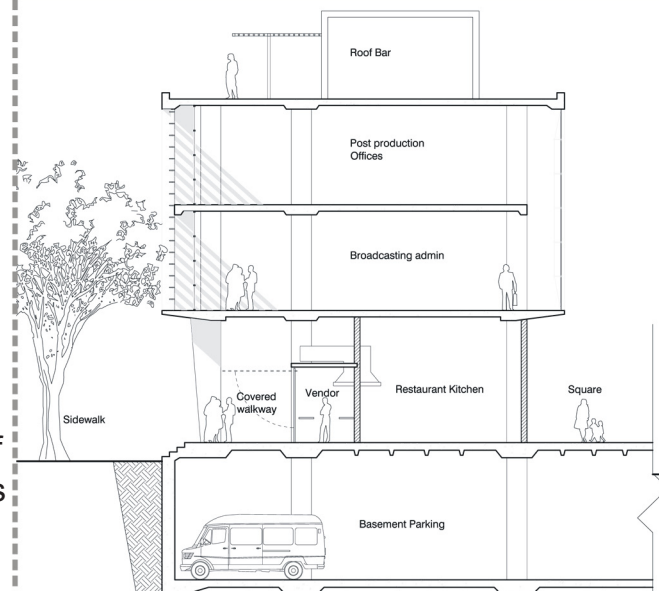 Roof Bar
Post production
Offices
Broadcasting admin
Covered
walkway
Vendor
Restaurant Kitchen
Square
Sidewalk
Basement Parking